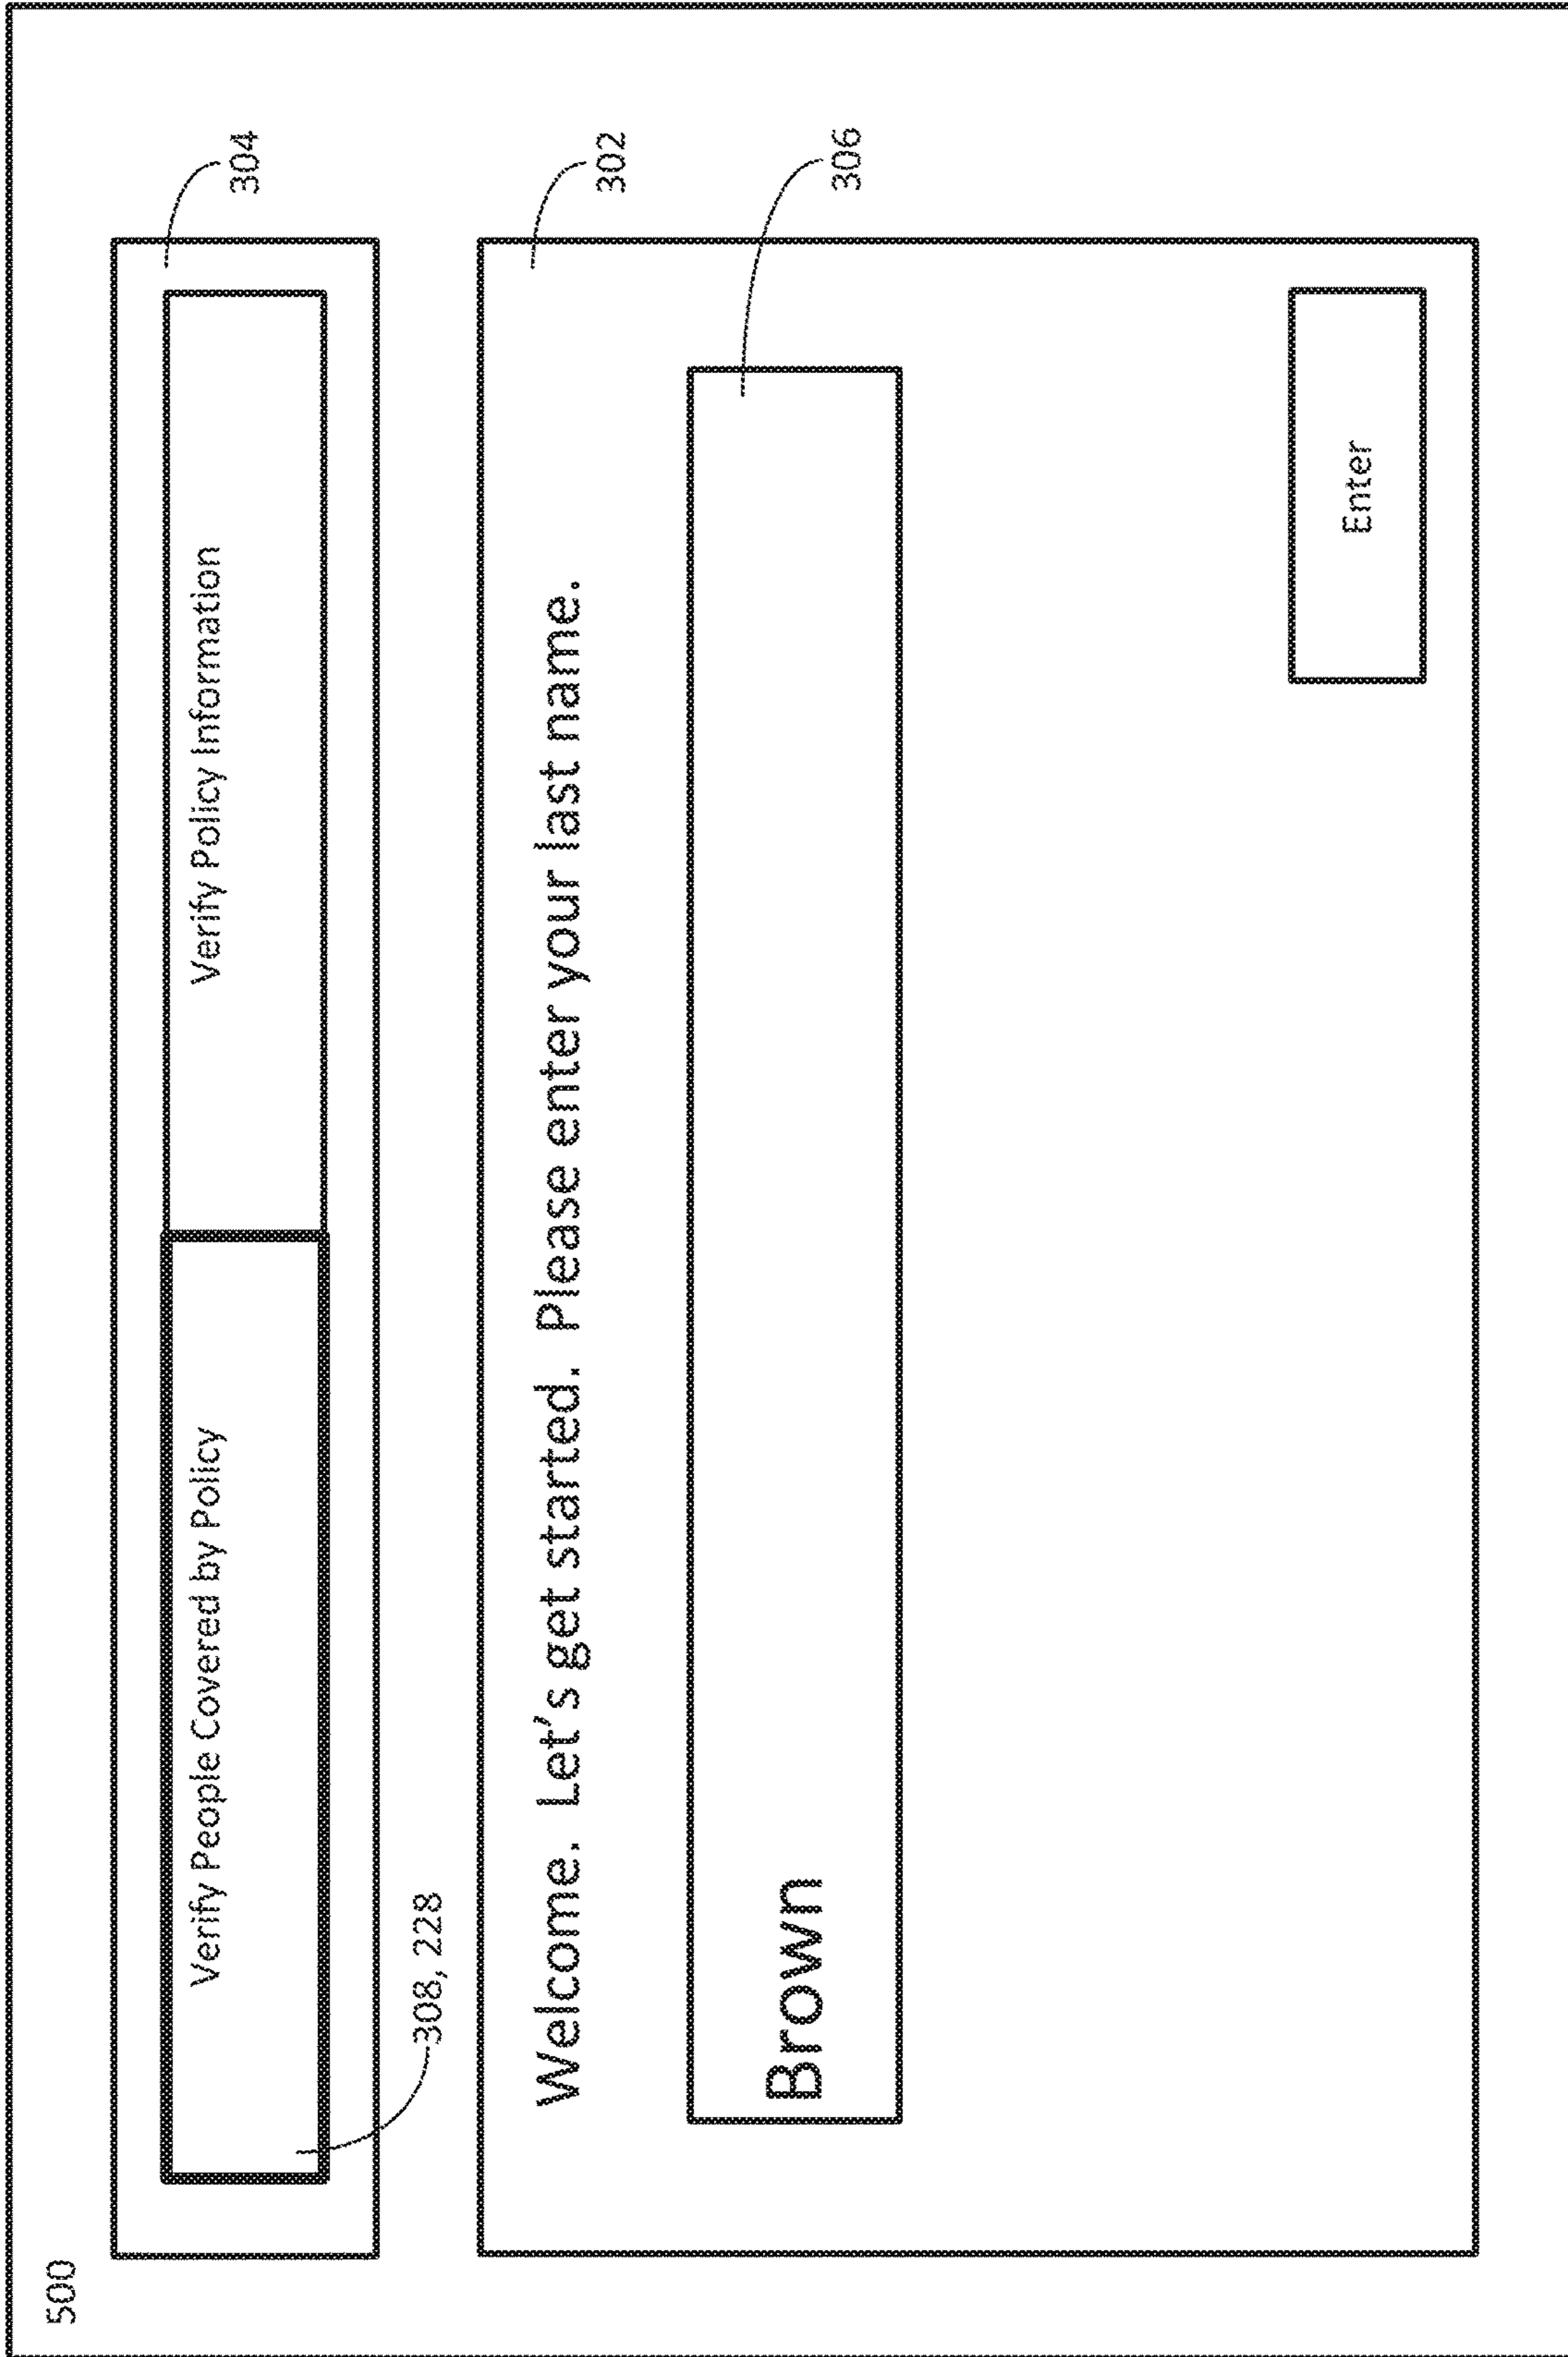 500
Verify People Covered by Policy
Verify Policy Information
304
308, 228
Welcome. Let's get started. Please enter your last name.
302
Brown
306
Enter